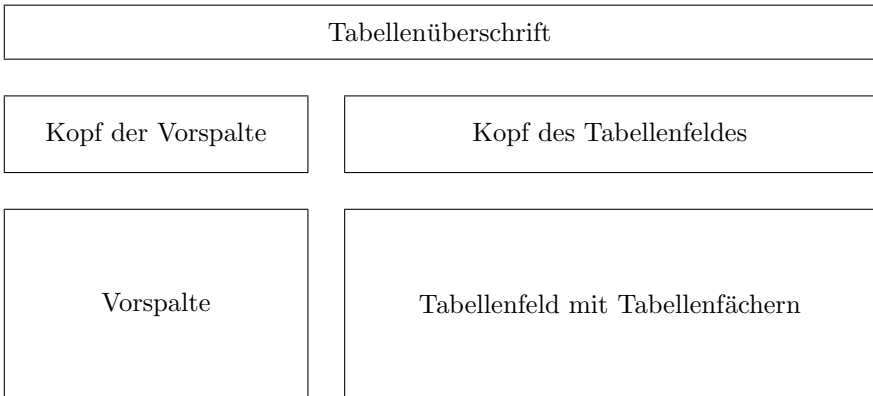 Tabellenüberschrift
Kopf der Vorspalte
Kopf des Tabellenfeldes
Vorspalte
Tabellenfeld mit Tabellenfächern